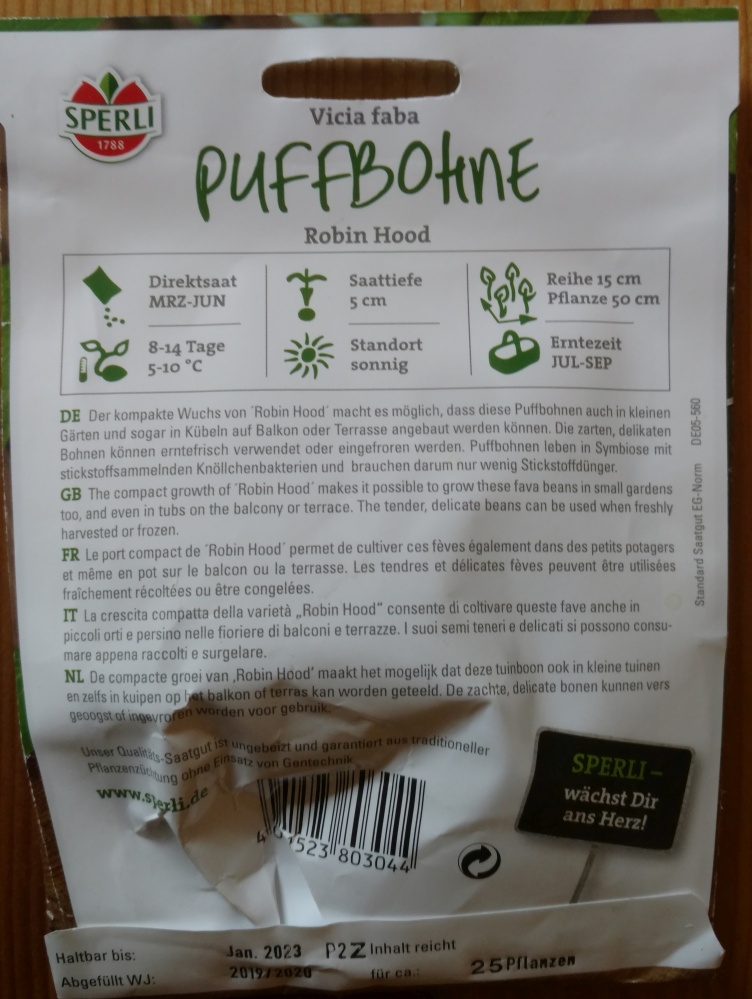 SPERLI
1788
Vicia faba
PUFFBOHNE
Robin Hood
Direktsaat
MRZ-JUN
Saattiefe
5 cm
Reihe 15 cm
Pflanze 50 cm
8-14 Tage
5-10 °C
Standort
sonnig
Erntezeit
JUL-SEP
DE Der kompakte Wuchs von ´Robin Hood´ macht es möglich, dass diese Puffbohnen auch in kleinen
Gärten und sogar in Kübeln auf Balkon oder Terrasse angebaut werden können. Die zarten, delikaten
Bohnen können erntefrisch verwendet oder eingefroren werden. Puffbohnen leben in Symbiose mit
stickstoffsammelnden Knöllchenbakterien und brauchen darum nur wenig Stickstoffdünger.
GB The compact growth of ´Robin Hood´ makes it possible to grow these fava beans in small gardens
too, and even in tubs on the balcony or terrace. The tender, delicate beans can be used when freshly
harvested or frozen.
FR Le port compact de ´Robin Hood´ permet de cultiver ces fèves également dans des petits potagers
et même en pot sur le balcon ou la terrasse. Les tendres et délicates fèves peuvent être utilisées
fraîchement récoltées ou être congelées.
IT La crescita compatta della varietà „Robin Hood" consente di coltivare queste fave anche in
piccoli orti e persino nelle fioriere di balconi e terrazze. I suoi semi teneri e delicati si possono consu-
mare appena raccolti e surgelare.
NL De compacte groei van ‚Robin Hood' maakt het mogelijk dat deze tuinboon ook in kleine tuinen
en zelfs in kuipen op het balkon of terras kan worden geteeld. De zachte, delicate bonen kunnen vers
geoogst of ingevroren worden voor gebruik.
Standard Saatgut EG-Norm DE05-560
Unser Qualitäts-Saatgut ist ungebeizt und garantiert aus traditioneller
Pflanzenzüchtung ohne Einsatz von Gentechnik
www.sperli.de
4 001523 803044
SPERLI –
wächst Dir
ans Herz!
Haltbar bis: Jan. 2023 P2Z Inhalt reicht
Abgefüllt WJ: 2019/2020 für ca.: 25Pflanzen